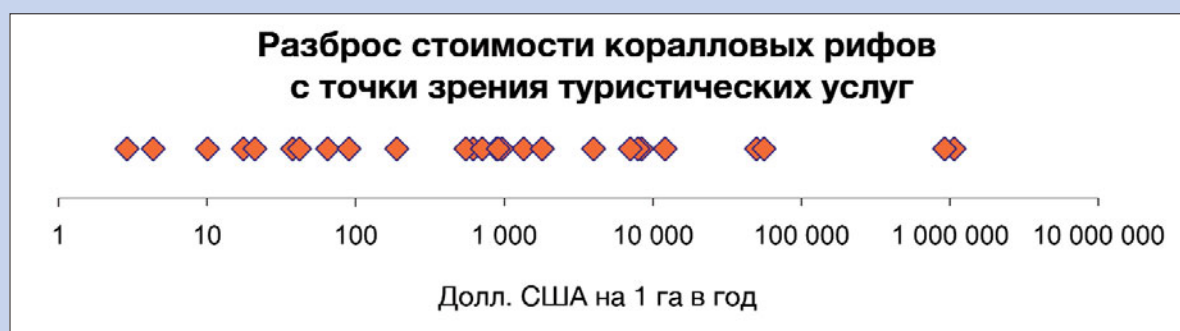 Разброс стоимости коралловых рифов
с точки зрения туристических услуг
1 10 100 1 000 10 000 100 000 1 000 000 10 000 000
Долл. США на 1 га в год